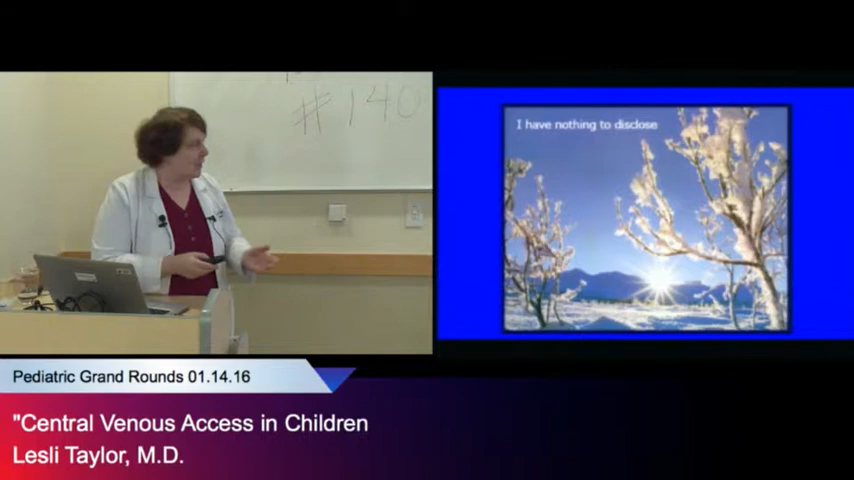 #140
I have nothing to disclose
Pediatric Grand Rounds 01.14.16
"Central Venous Access in Children
Lesli Taylor, M.D.